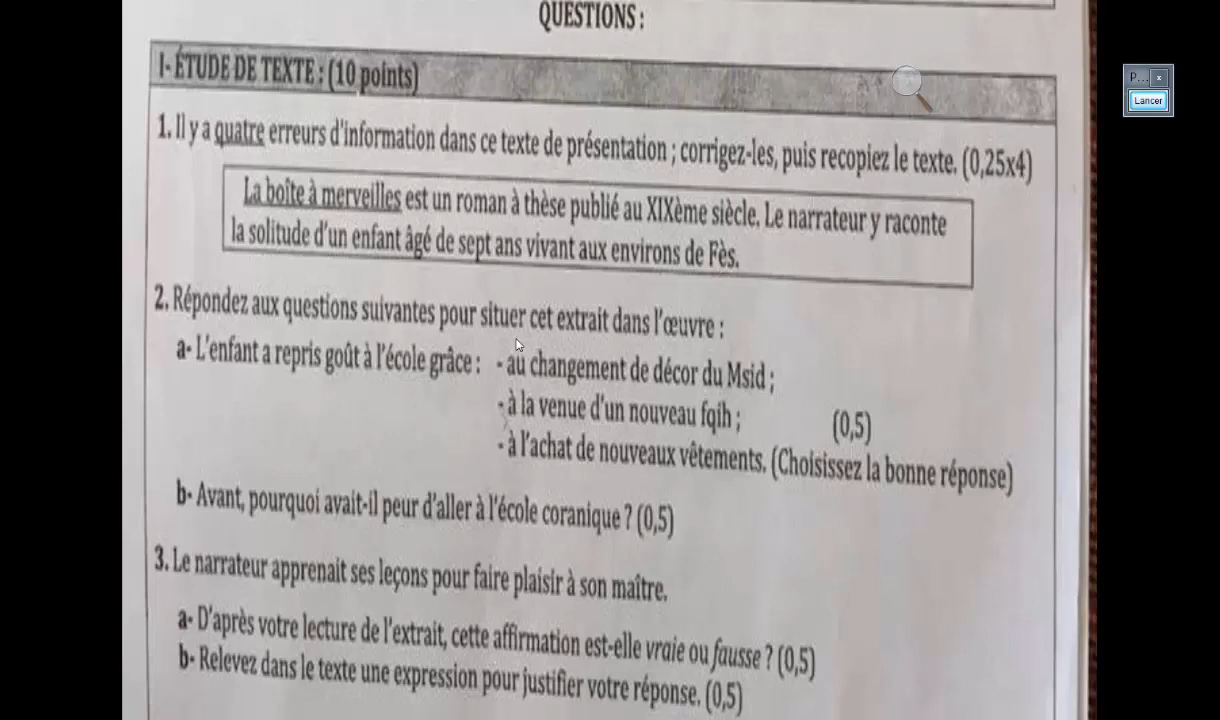 QUESTIONS :
I- ÉTUDE DE TEXTE : (10 points)
1. Il y a quatre erreurs d'information dans ce texte de présentation ; corrigez-les, puis recopiez le texte. (0,25x4)
La boîte à merveilles est un roman à thèse publié au XIXème siècle. Le narrateur y raconte
la solitude d'un enfant âgé de sept ans vivant aux environs de Fès.
2. Répondez aux questions suivantes pour situer cet extrait dans l'œuvre :
a- L'enfant a repris goût à l'école grâce : - au changement de décor du Msid ;
- à la venue d'un nouveau fqih ; (0,5)
- à l'achat de nouveaux vêtements. (Choisissez la bonne réponse)
b- Avant, pourquoi avait-il peur d'aller à l'école coranique ? (0,5)
3. Le narrateur apprenait ses leçons pour faire plaisir à son maître.
a- D'après votre lecture de l'extrait, cette affirmation est-elle vraie ou fausse ? (0,5)
b- Relevez dans le texte une expression pour justifier votre réponse. (0,5)
P... x
Lancer